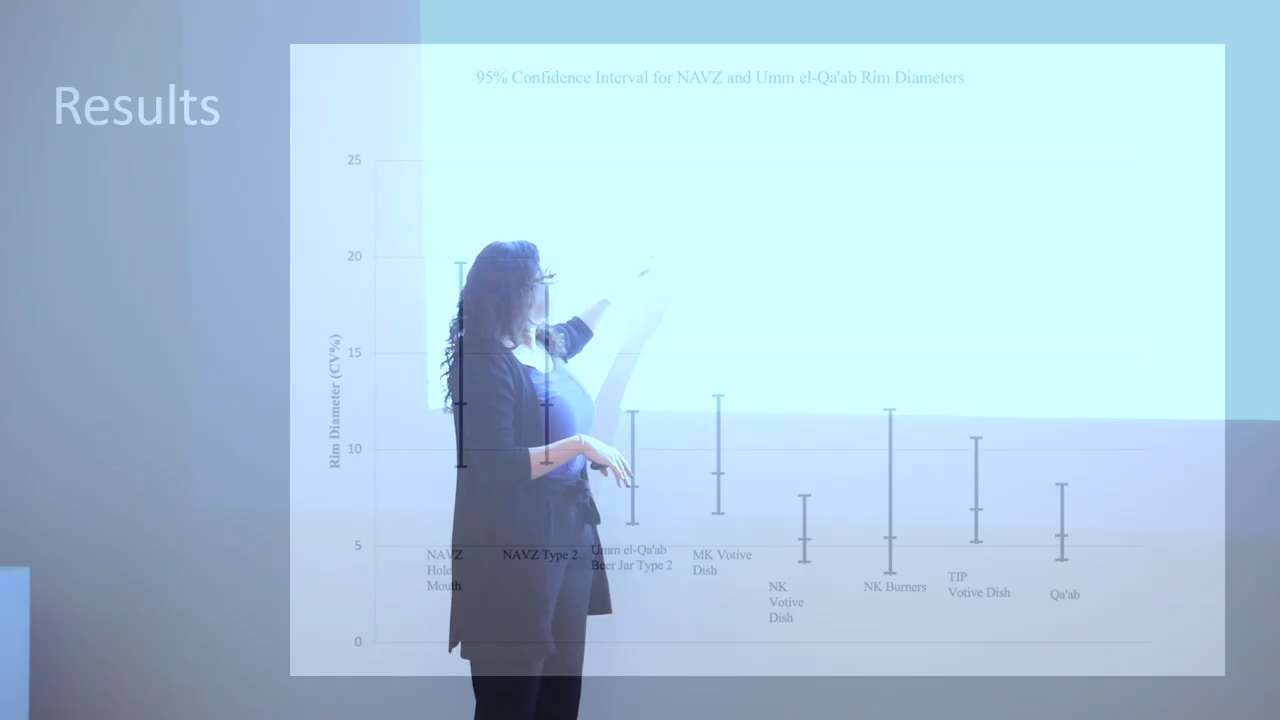 Results
95% Confidence Interval for NAVZ and Umm el-Qa'ab Rim Diameters
25
20
15
10
5
0
Rim Diameter (CV%)
NAVZ
Hole
Mouth
NAVZ Type 2
Umm el-Qa'ab
Beer Jar Type 2
MK Votive
Dish
NK
Votive
Dish
NK Burners
TIP
Votive Dish
Qa'ab